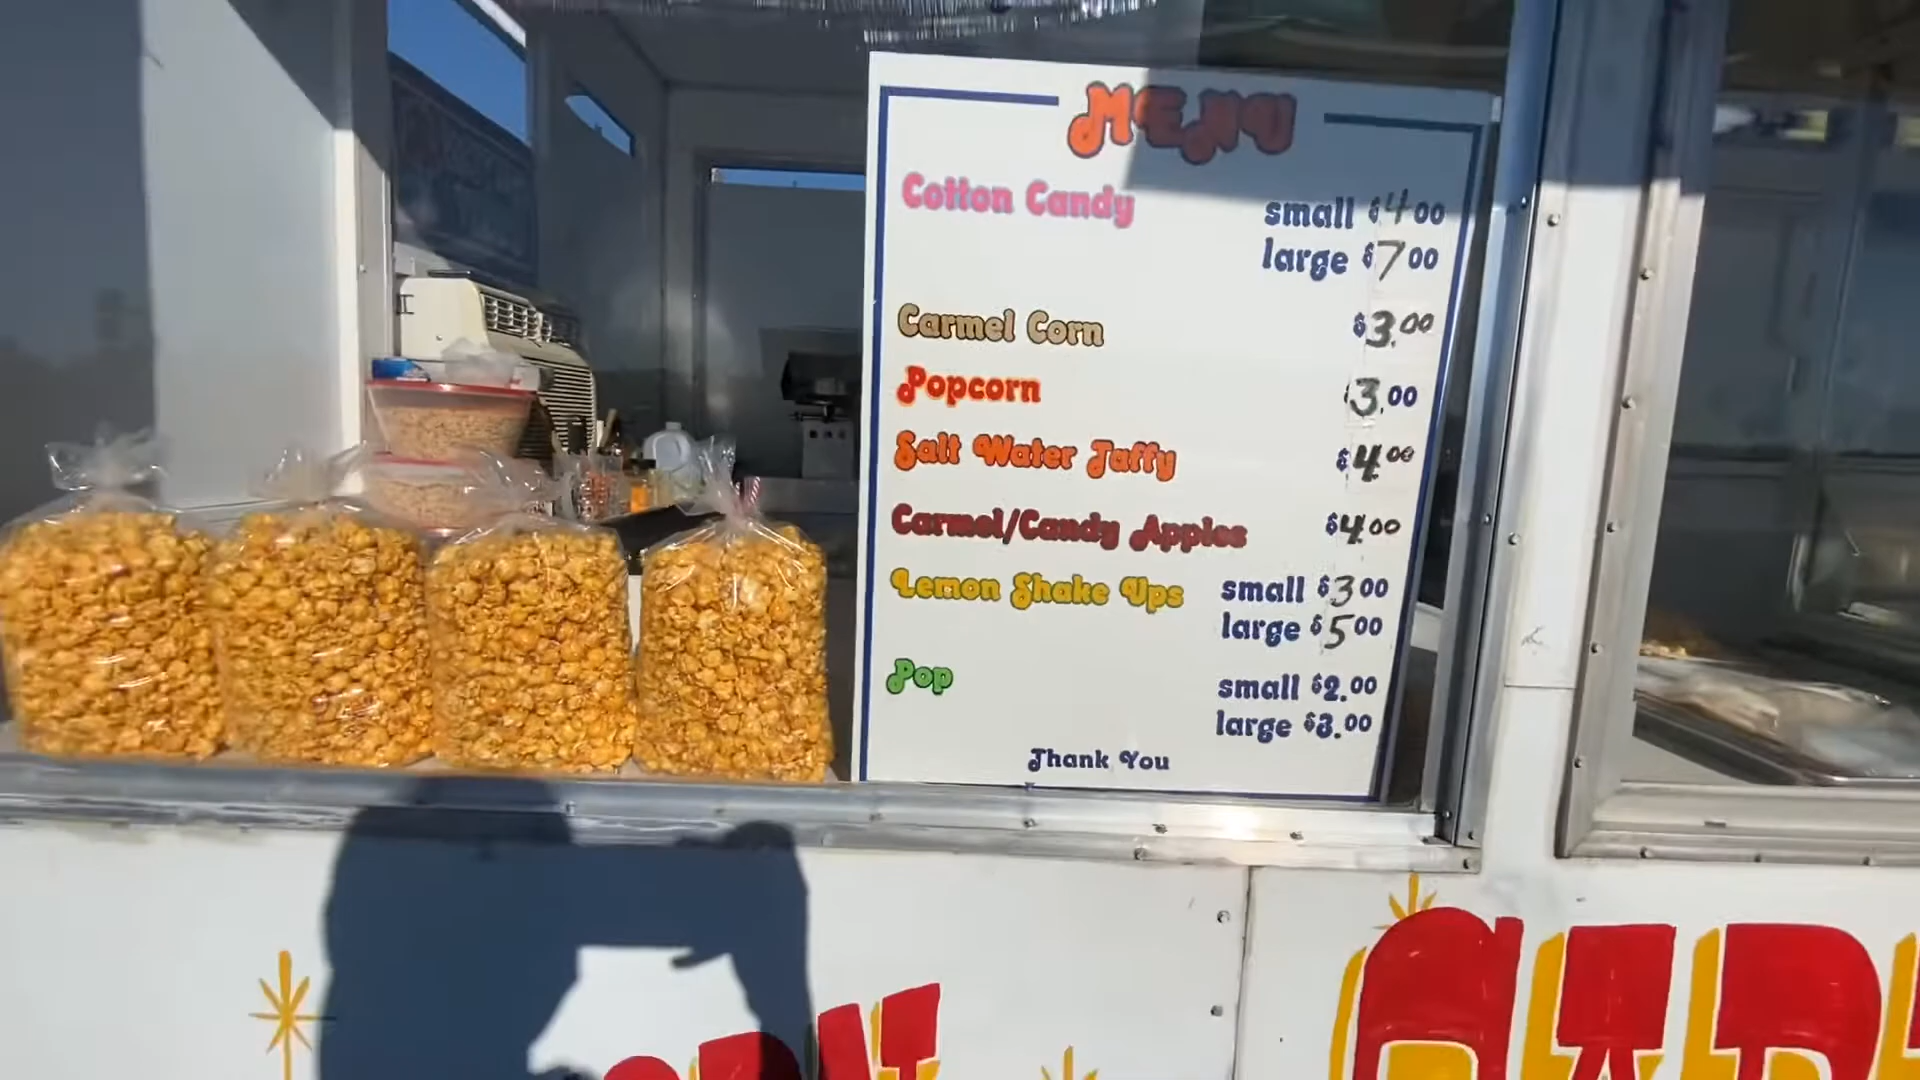 MENU
Cotton Candy small $4.00
large $7.00
Carmel Corn $3.00
Popcorn 3.00
Salt Water Taffy $4.00
Carmel/Candy Apples $4.00
Lemon Shake Ups small $3.00
large $5.00
Pop small $2.00
large $3.00
Thank You